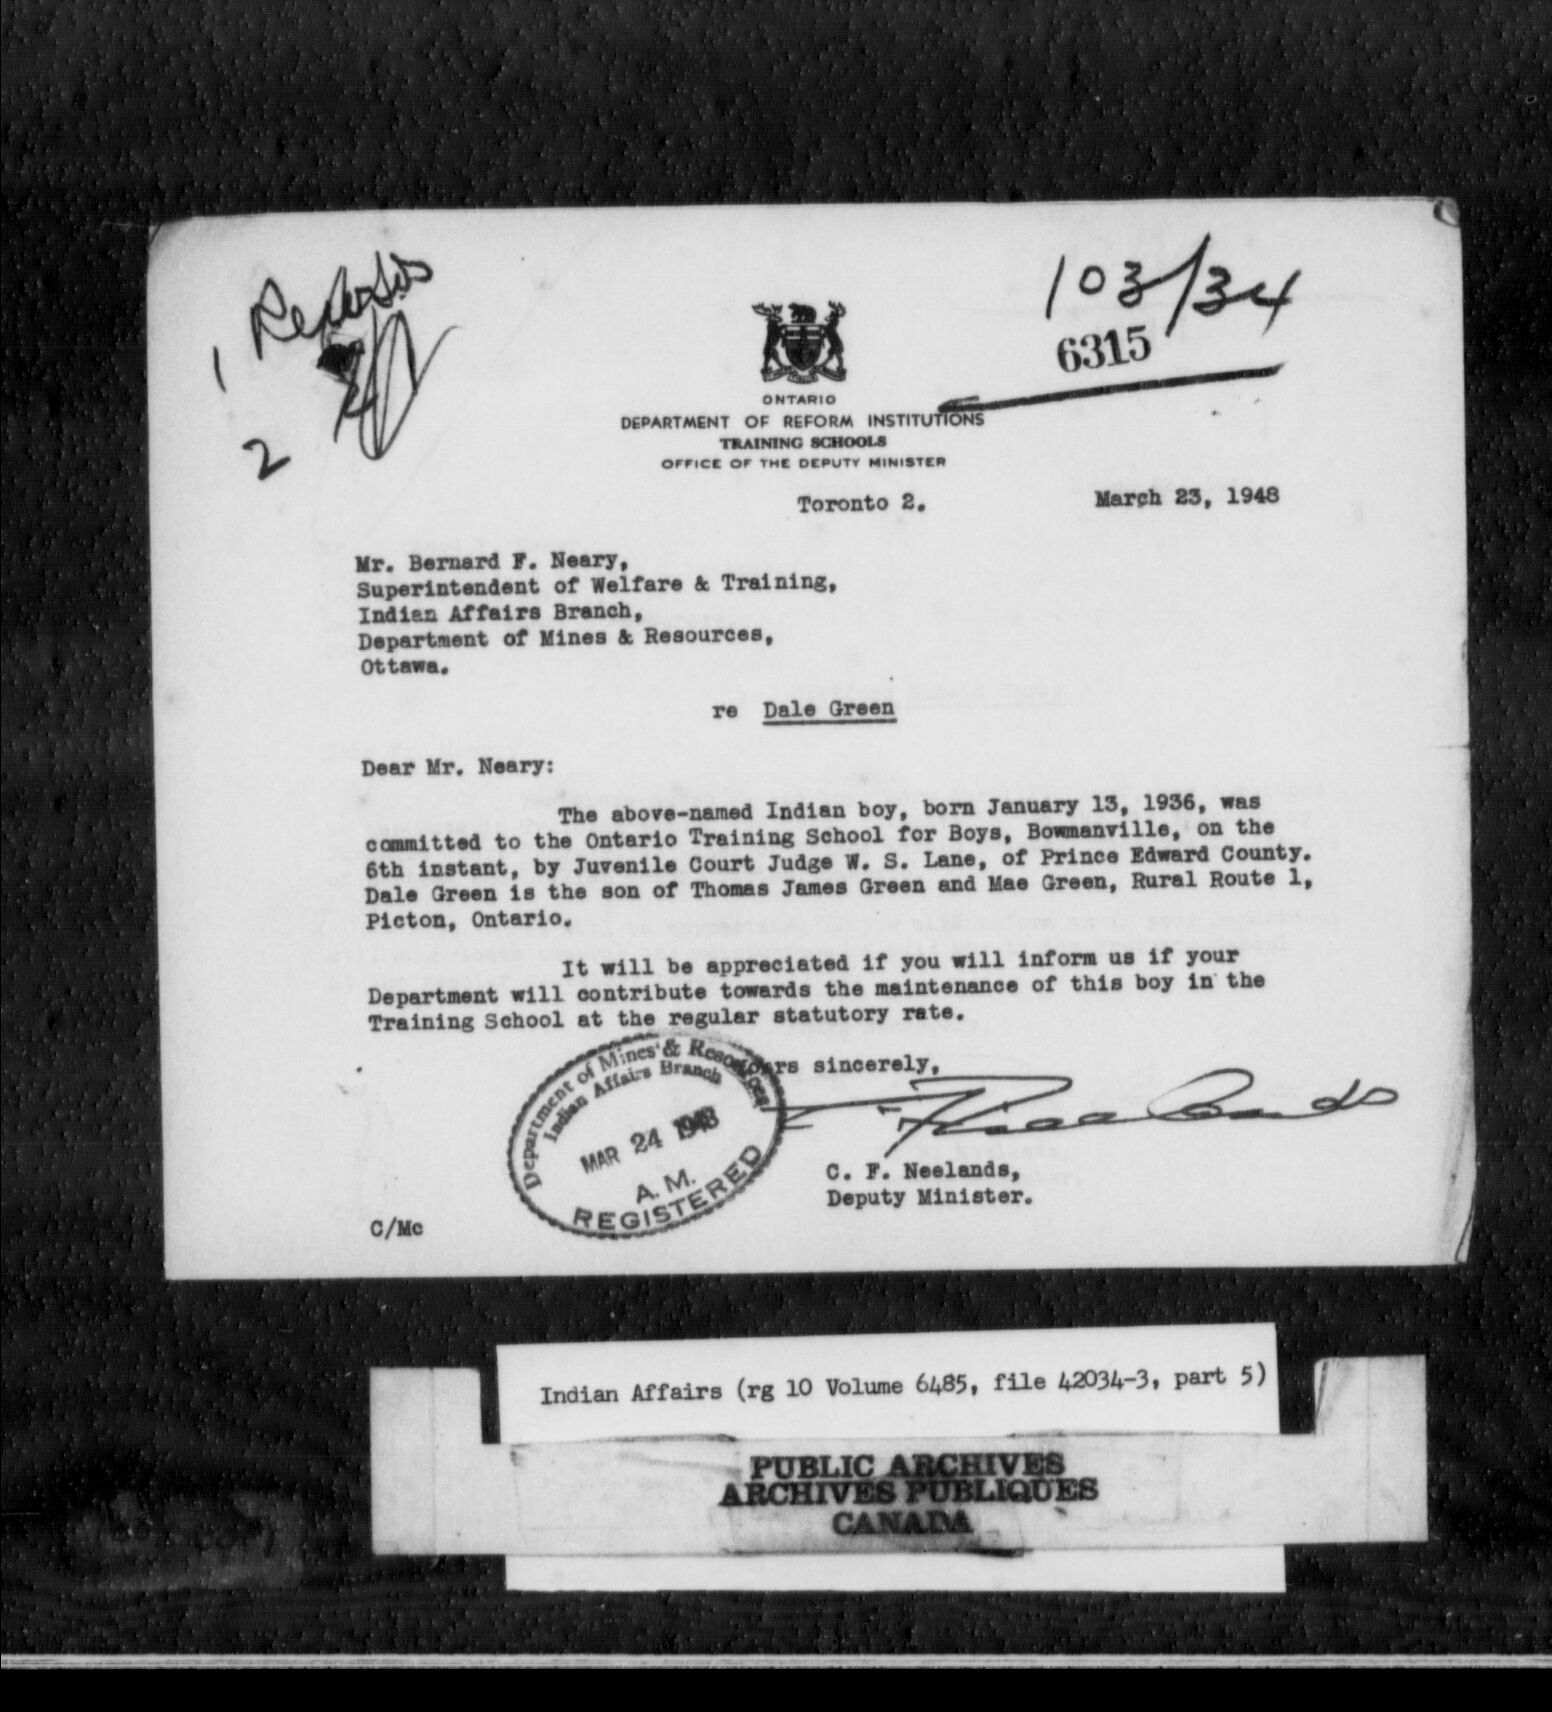 1
2
103/34
6315
ONTARIO
DEPARTMENT OF REFORM INSTITUTIONS
TRAINING SCHOOLS
OFFICE OF THE DEPUTY MINISTER
Toronto 2. March 23, 1948
Mr. Bernard F. Neary,
Superintendent of Welfare & Training,
Indian Affairs Branch,
Department of Mines & Resources,
Ottawa.
re Dale Green
Dear Mr. Neary:
The above-named Indian boy, born January 13, 1936, was
committed to the Ontario Training School for Boys, Bowmanville, on the
6th instant, by Juvenile Court Judge W. S. Lane, of Prince Edward County.
Dale Green is the son of Thomas James Green and Mae Green, Rural Route 1,
Picton, Ontario.
It will be appreciated if you will inform us if your
Department will contribute towards the maintenance of this boy in the
Training School at the regular statutory rate.
Yours sincerely,
C. F. Neelands,
Deputy Minister.
Department of Mines & Resources
Indian Affairs Branch
MAR 24 1948
A. M.
REGISTERED
C/Mc
Indian Affairs (rg 10 Volume 6485, file 42034-3, part 5)
PUBLIC ARCHIVES
ARCHIVES PUBLIQUES
CANADA